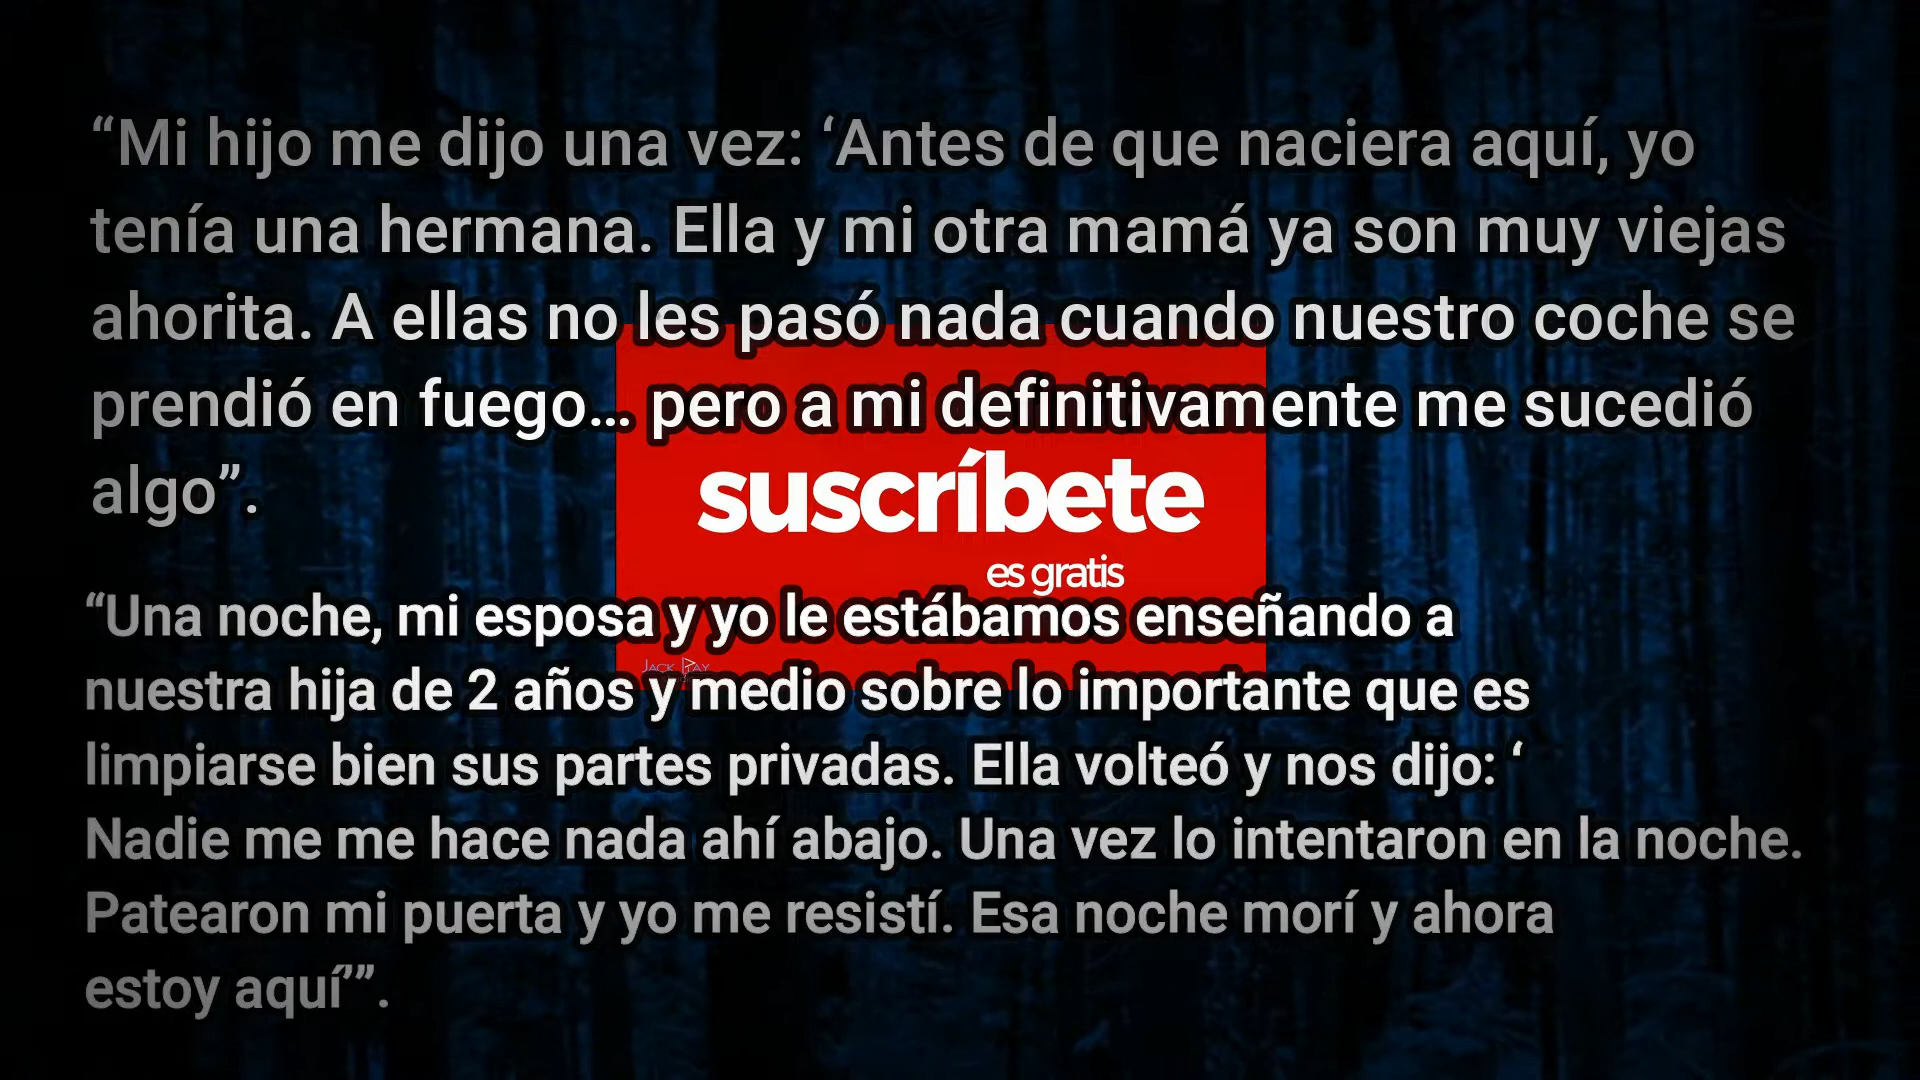 “Mi hijo me dijo una vez: ‘Antes de que naciera aquí, yo
tenía una hermana. Ella y mi otra mamá ya son muy viejas
ahorita. A ellas no les pasó nada cuando nuestro coche se
prendió en fuego... pero a mi definitivamente me sucedió
algo”.
suscríbete
es gratis
“Una noche, mi esposa y yo le estábamos enseñando a
nuestra hija de 2 años y medio sobre lo importante que es
limpiarse bien sus partes privadas. Ella volteó y nos dijo: ‘
Nadie me me hace nada ahí abajo. Una vez lo intentaron en la noche.
Patearon mi puerta y yo me resistí. Esa noche morí y ahora
estoy aquí’”.